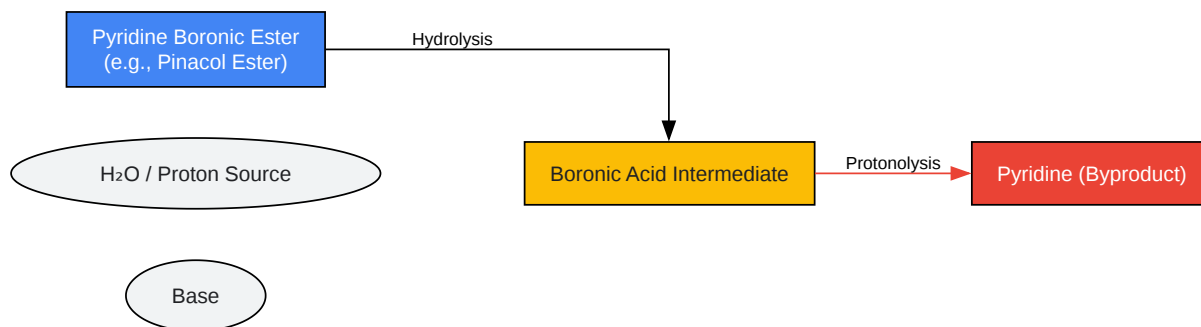 Pyridine Boronic Ester
(e.g., Pinacol Ester)
Hydrolysis
H₂O / Proton Source
Boronic Acid Intermediate
Protonolysis
Pyridine (Byproduct)
Base